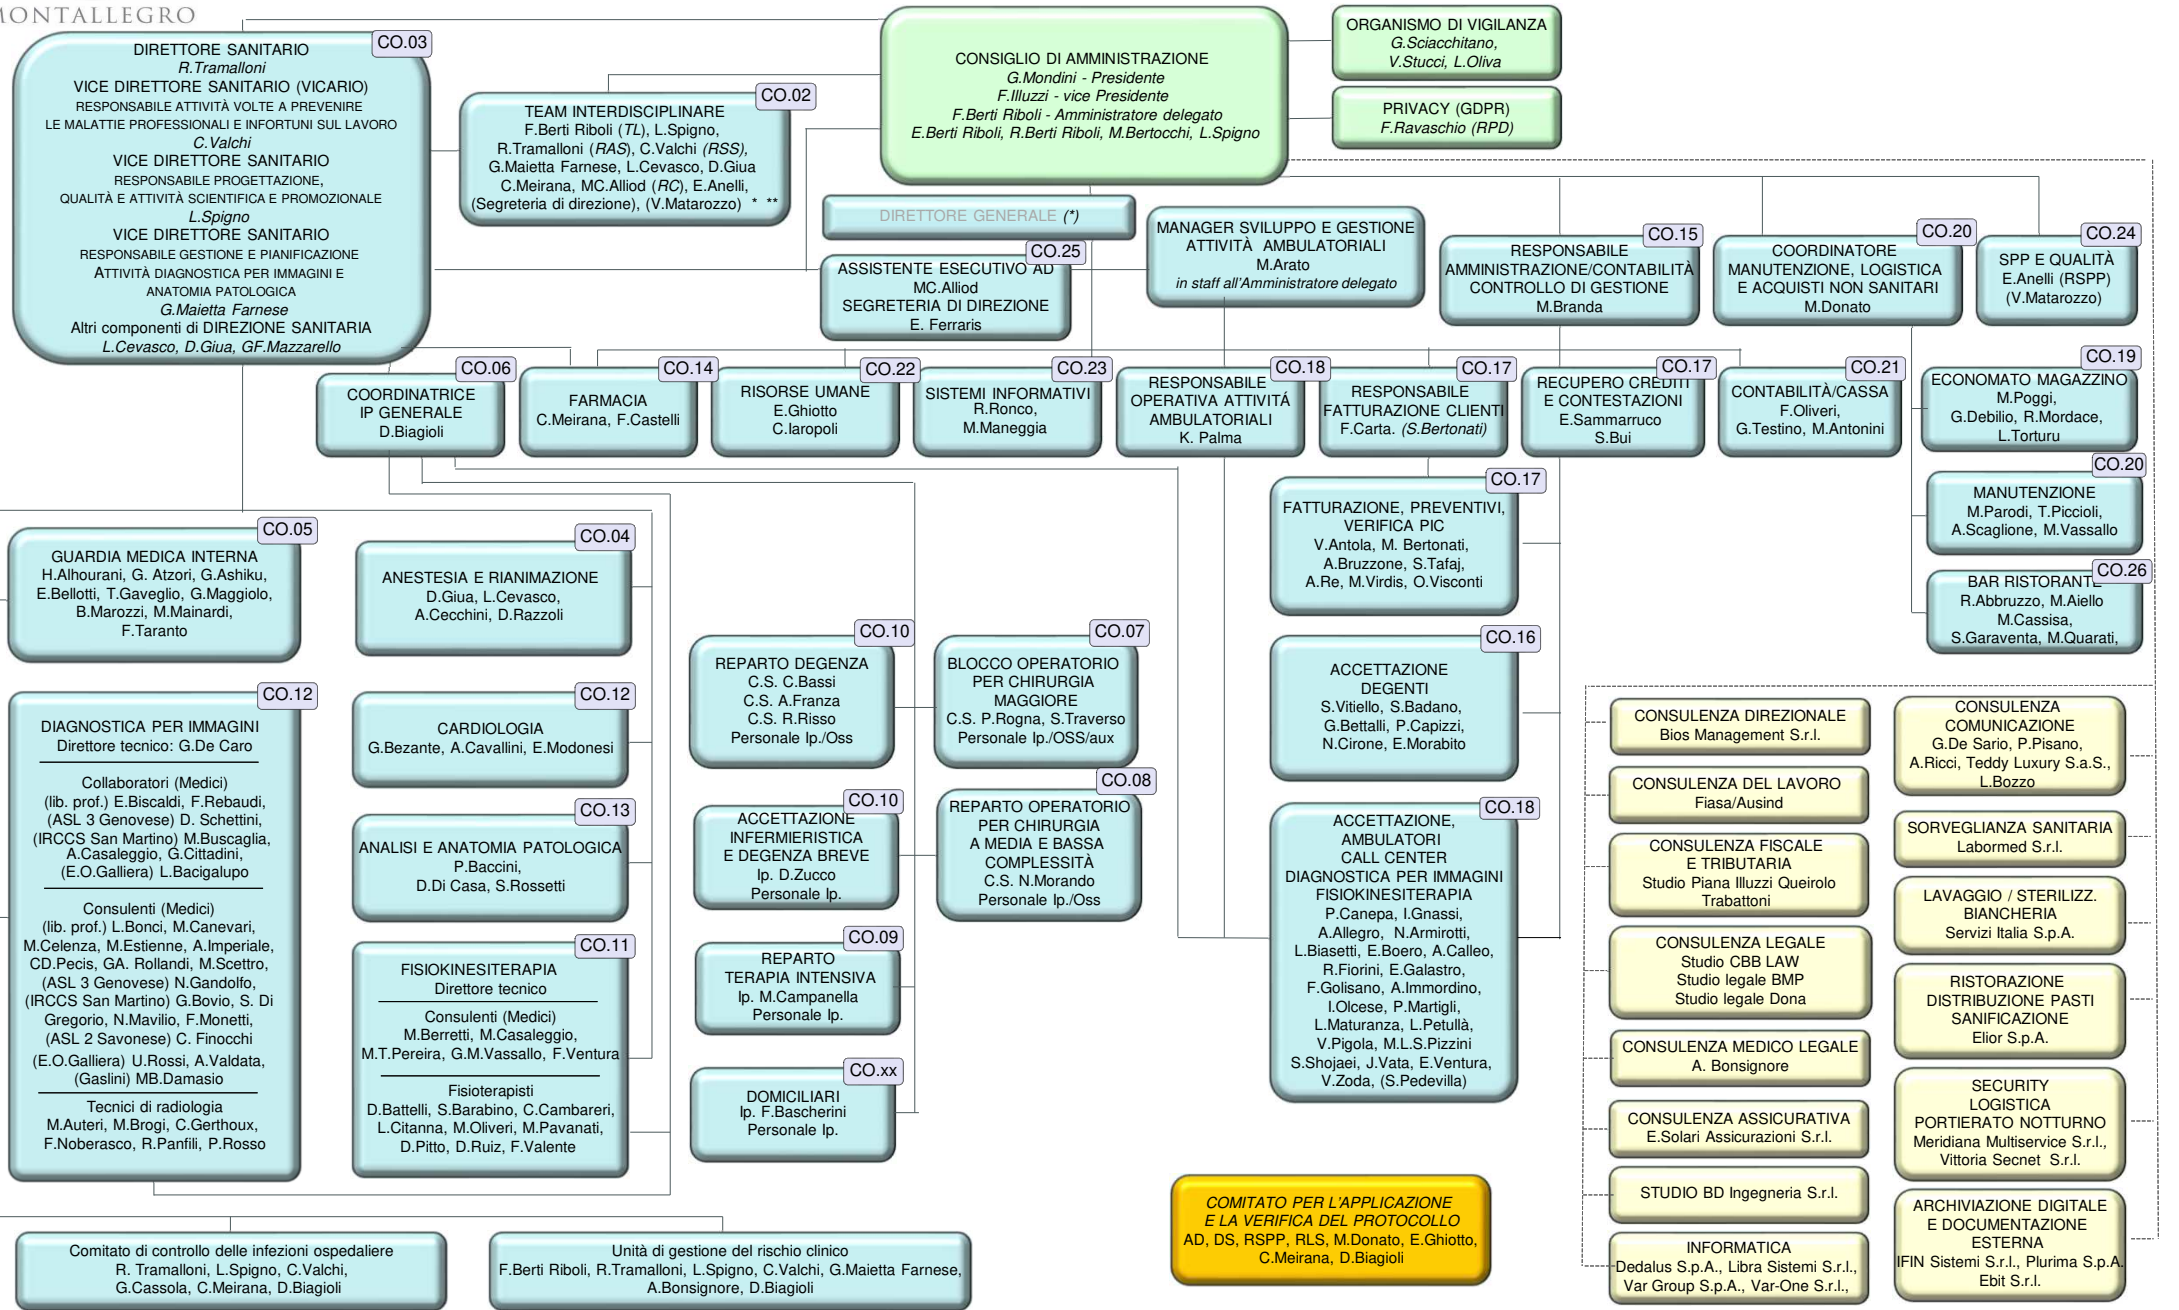 MONTALLEGRO
CO.03
DIRETTORE SANITARIO
R.Tramalloni
VICE DIRETTORE SANITARIO (VICARIO)
RESPONSABILE ATTIVITÀ VOLTE A PREVENIRE
LE MALATTIE PROFESSIONALI E INFORTUNI SUL LAVORO
C.Valchi
VICE DIRETTORE SANITARIO
RESPONSABILE PROGETTAZIONE,
QUALITÀ E ATTIVITÀ SCIENTIFICA E PROMOZIONALE
L.Spigno
VICE DIRETTORE SANITARIO
RESPONSABILE GESTIONE E PIANIFICAZIONE
ATTIVITÀ DIAGNOSTICA PER IMMAGINI E
ANATOMIA PATOLOGICA
G.Maietta Farnese
Altri componenti di DIREZIONE SANITARIA
L.Cevasco, D.Giua, GF.Mazzarello
CO.02
TEAM INTERDISCIPLINARE
F.Berti Riboli (TL), L.Spigno,
R.Tramalloni (RAS), C.Valchi (RSS),
G.Maietta Farnese, L.Cevasco, D.Giua
C.Meirana, MC.Alliod (RC), E.Anelli,
(Segreteria di direzione), (V.Matarozzo) * **
CONSIGLIO DI AMMINISTRAZIONE
G.Mondini - Presidente
F.Illuzzi - vice Presidente
F.Berti Riboli - Amministratore delegato
E.Berti Riboli, R.Berti Riboli, M.Bertocchi, L.Spigno
ORGANISMO DI VIGILANZA
G.Sciacchitano,
V.Stucci, L.Oliva
PRIVACY (GDPR)
F.Ravaschio (RPD)
DIRETTORE GENERALE (*)
CO.25
ASSISTENTE ESECUTIVO AD
MC.Alliod
SEGRETERIA DI DIREZIONE
E. Ferraris
MANAGER SVILUPPO E GESTIONE
ATTIVITÀ AMBULATORIALI
M.Arato
in staff all'Amministratore delegato
CO.15
RESPONSABILE
AMMINISTRAZIONE/CONTABILITÀ
CONTROLLO DI GESTIONE
M.Branda
CO.20
COORDINATORE
MANUTENZIONE, LOGISTICA
E ACQUISTI NON SANITARI
M.Donato
CO.24
SPP E QUALITÀ
E.Anelli (RSPP)
(V.Matarozzo)
CO.06
COORDINATRICE
IP GENERALE
D.Biagioli
CO.14
FARMACIA
C.Meirana, F.Castelli
CO.22
RISORSE UMANE
E.Ghiotto
C.Iaropoli
CO.23
SISTEMI INFORMATIVI
R.Ronco,
M.Maneggia
CO.18
RESPONSABILE
OPERATIVA ATTIVITÁ
AMBULATORIALI
K. Palma
CO.17
RESPONSABILE
FATTURAZIONE CLIENTI
F.Carta. (S.Bertonati)
CO.17
RECUPERO CREDITI
E CONTESTAZIONI
E.Sammarruco
S.Bui
CO.21
CONTABILITÀ/CASSA
F.Oliveri,
G.Testino, M.Antonini
CO.19
ECONOMATO MAGAZZINO
M.Poggi,
G.Debilio, R.Mordace,
L.Torturu
CO.20
MANUTENZIONE
M.Parodi, T.Piccioli,
A.Scaglione, M.Vassallo
CO.26
BAR RISTORANTE
R.Abbruzzo, M.Aiello
M.Cassisa,
S.Garaventa, M.Quarati,
CO.05
GUARDIA MEDICA INTERNA
H.Alhourani, G. Atzori, G.Ashiku,
E.Bellotti, T.Gaveglio, G.Maggiolo,
B.Marozzi, M.Mainardi,
F.Taranto
CO.04
ANESTESIA E RIANIMAZIONE
D.Giua, L.Cevasco,
A.Cecchini, D.Razzoli
CO.17
FATTURAZIONE, PREVENTIVI,
VERIFICA PIC
V.Antola, M. Bertonati,
A.Bruzzone, S.Tafaj,
A.Re, M.Virdis, O.Visconti
CO.12
DIAGNOSTICA PER IMMAGINI
Direttore tecnico: G.De Caro
Collaboratori (Medici)
(lib. prof.) E.Biscaldi, F.Rebaudi,
(ASL 3 Genovese) D. Schettini,
(IRCCS San Martino) M.Buscaglia,
A.Casaleggio, G.Cittadini,
(E.O.Galliera) L.Bacigalupo
Consulenti (Medici)
(lib. prof.) L.Bonci, M.Canevari,
M.Celenza, M.Estienne, A.Imperiale,
CD.Pecis, GA. Rollandi, M.Scettro,
(ASL 3 Genovese) N.Gandolfo,
(IRCCS San Martino) G.Bovio, S. Di
Gregorio, N.Mavilio, F.Monetti,
(ASL 2 Savonese) C. Finocchi
(E.O.Galliera) U.Rossi, A.Valdata,
(Gaslini) MB.Damasio
Tecnici di radiologia
M.Auteri, M.Brogi, C.Gerthoux,
F.Noberasco, R.Panfili, P.Rosso
CO.12
CARDIOLOGIA
G.Bezante, A.Cavallini, E.Modonesi
CO.13
ANALISI E ANATOMIA PATOLOGICA
P.Baccini,
D.Di Casa, S.Rossetti
CO.11
FISIOKINESITERAPIA
Direttore tecnico
Consulenti (Medici)
M.Berretti, M.Casaleggio,
M.T.Pereira, G.M.Vassallo, F.Ventura
Fisioterapisti
D.Battelli, S.Barabino, C.Cambareri,
L.Citanna, M.Oliveri, M.Pavanati,
D.Pitto, D.Ruiz, F.Valente
CO.10
REPARTO DEGENZA
C.S. C.Bassi
C.S. A.Franza
C.S. R.Risso
Personale Ip./Oss
CO.07
BLOCCO OPERATORIO
PER CHIRURGIA
MAGGIORE
C.S. P.Rogna, S.Traverso
Personale Ip./OSS/aux
CO.10
ACCETTAZIONE
INFERMIERISTICA
E DEGENZA BREVE
Ip. D.Zucco
Personale Ip.
CO.08
REPARTO OPERATORIO
PER CHIRURGIA
A MEDIA E BASSA
COMPLESSITÀ
C.S. N.Morando
Personale Ip./Oss
CO.09
REPARTO
TERAPIA INTENSIVA
Ip. M.Campanella
Personale Ip.
CO.xx
DOMICILIARI
Ip. F.Bascherini
Personale Ip.
CO.16
ACCETTAZIONE
DEGENTI
S.Vitiello, S.Badano,
G.Bettalli, P.Capizzi,
N.Cirone, E.Morabito
CO.18
ACCETTAZIONE,
AMBULATORI
CALL CENTER
DIAGNOSTICA PER IMMAGINI
FISIOKINESITERAPIA
P.Canepa, I.Gnassi,
A.Allegro, N.Armirotti,
L.Biasetti, E.Boero, A.Calleo,
R.Fiorini, E.Galastro,
F.Golisano, A.Immordino,
I.Olcese, P.Martigli,
L.Maturanza, L.Petullà,
V.Pigola, M.L.S.Pizzini
S.Shojaei, J.Vata, E.Ventura,
V.Zoda, (S.Pedevilla)
CONSULENZA DIREZIONALE
Bios Management S.r.l.
CONSULENZA DEL LAVORO
Fiasa/Ausind
CONSULENZA FISCALE
E TRIBUTARIA
Studio Piana Illuzzi Queirolo
Trabattoni
CONSULENZA LEGALE
Studio CBB LAW
Studio legale BMP
Studio legale Dona
CONSULENZA MEDICO LEGALE
A. Bonsignore
CONSULENZA ASSICURATIVA
E.Solari Assicurazioni S.r.l.
STUDIO BD Ingegneria S.r.l.
INFORMATICA
Dedalus S.p.A., Libra Sistemi S.r.l.,
Var Group S.p.A., Var-One S.r.l.,
CONSULENZA
COMUNICAZIONE
G.De Sario, P.Pisano,
A.Ricci, Teddy Luxury S.a.S.,
L.Bozzo
SORVEGLIANZA SANITARIA
Labormed S.r.l.
LAVAGGIO / STERILIZZ.
BIANCHERIA
Servizi Italia S.p.A.
RISTORAZIONE
DISTRIBUZIONE PASTI
SANIFICAZIONE
Elior S.p.A.
SECURITY
LOGISTICA
PORTIERATO NOTTURNO
Meridiana Multiservice S.r.l.,
Vittoria Secnet S.r.l.
ARCHIVIAZIONE DIGITALE
E DOCUMENTAZIONE
ESTERNA
IFIN Sistemi S.r.l., Plurima S.p.A.
Ebit S.r.l.
COMITATO PER L'APPLICAZIONE
E LA VERIFICA DEL PROTOCOLLO
AD, DS, RSPP, RLS, M.Donato, E.Ghiotto,
C.Meirana, D.Biagioli
Comitato di controllo delle infezioni ospedaliere
R. Tramalloni, L.Spigno, C.Valchi,
G.Cassola, C.Meirana, D.Biagioli
Unità di gestione del rischio clinico
F.Berti Riboli, R.Tramalloni, L.Spigno, C.Valchi, G.Maietta Farnese,
A.Bonsignore, D.Biagioli